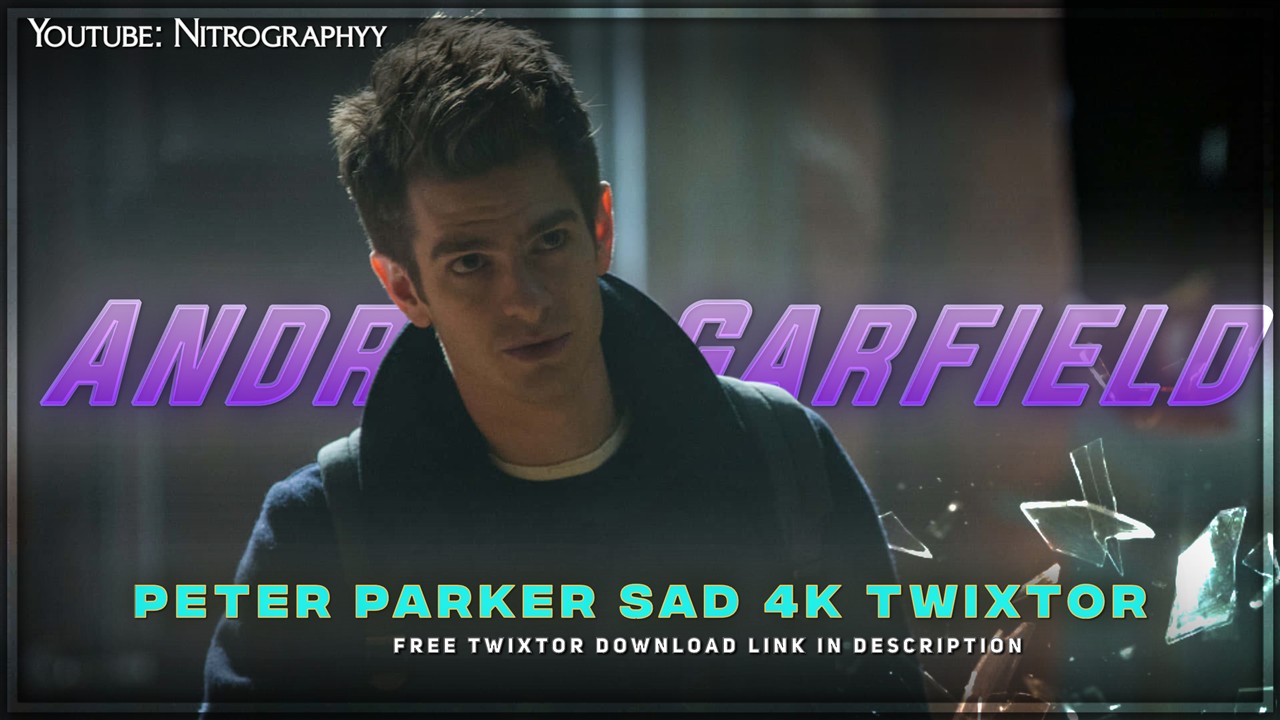 Youtube: Nitrographyy
ANDR GARFIELD
PETER PARKER SAD 4K TWIXTOR
FREE TWIXTOR DOWNLOAD LINK IN DESCRIPTION